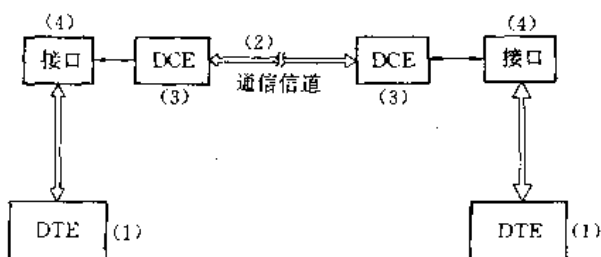 (4) (2) (4)
接口 DCE DCE 接口
(3) 通信信道 (3)
DTE (1) DTE (1)